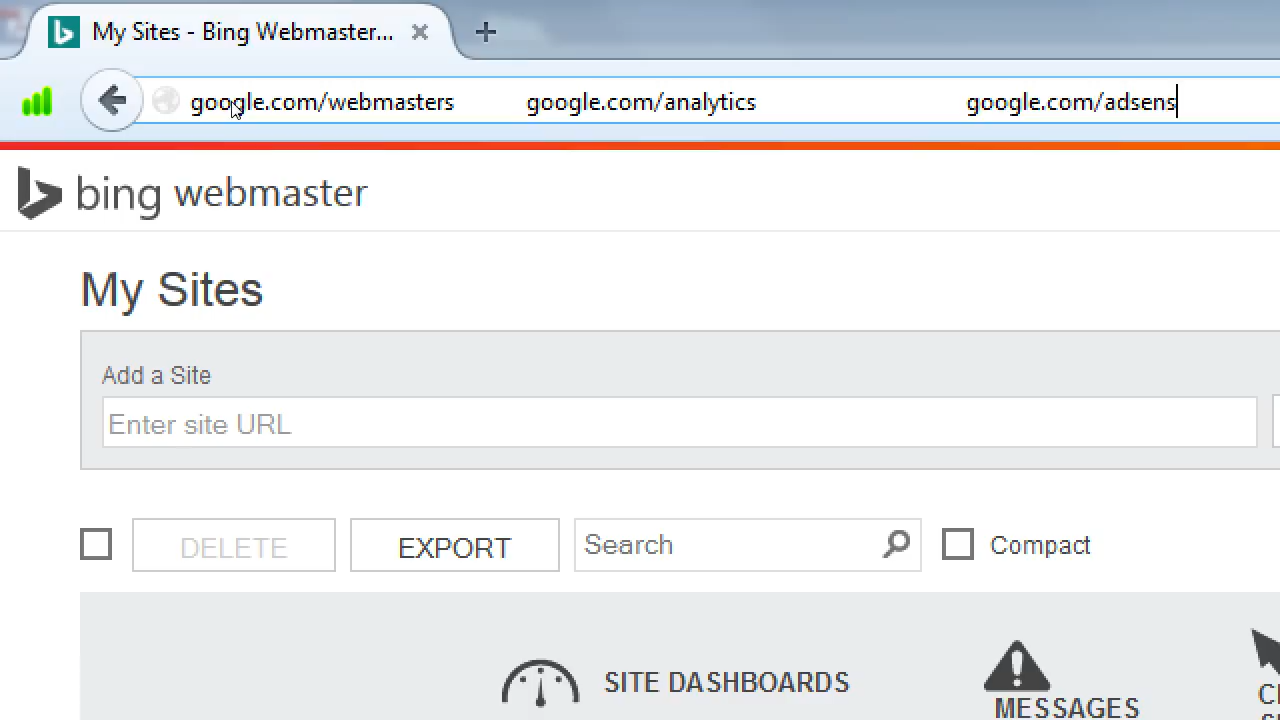 My Sites - Bing Webmaster...
google.com/webmasters google.com/analytics google.com/adsens
bing webmaster
My Sites
Add a Site
Enter site URL
DELETE EXPORT Search Compact
SITE DASHBOARDS
MESSAGES